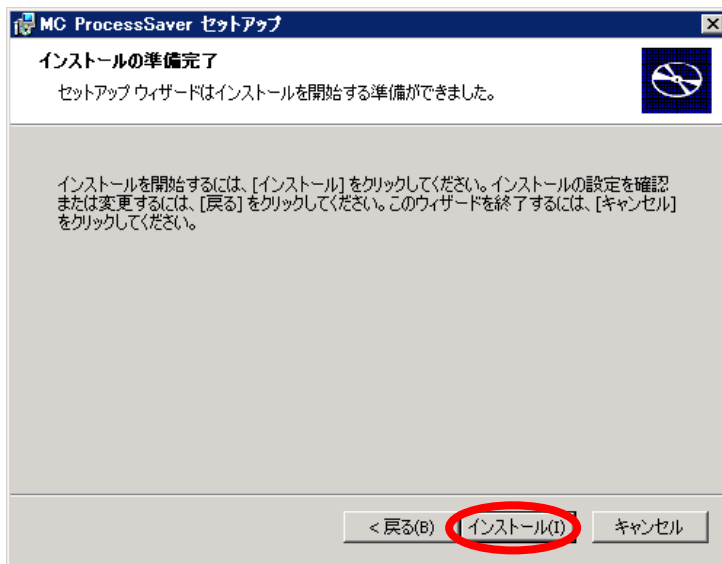 MC ProcessSaver セットアップ
インストールの準備完了
セットアップ ウィザードはインストールを開始する準備ができました。
インストールを開始するには、[インストール] をクリックしてください。インストールの設定を確認
または変更するには、[戻る] をクリックしてください。このウィザードを終了するには、[キャンセル]
をクリックしてください。
< 戻る(B) インストール(I) キャンセル